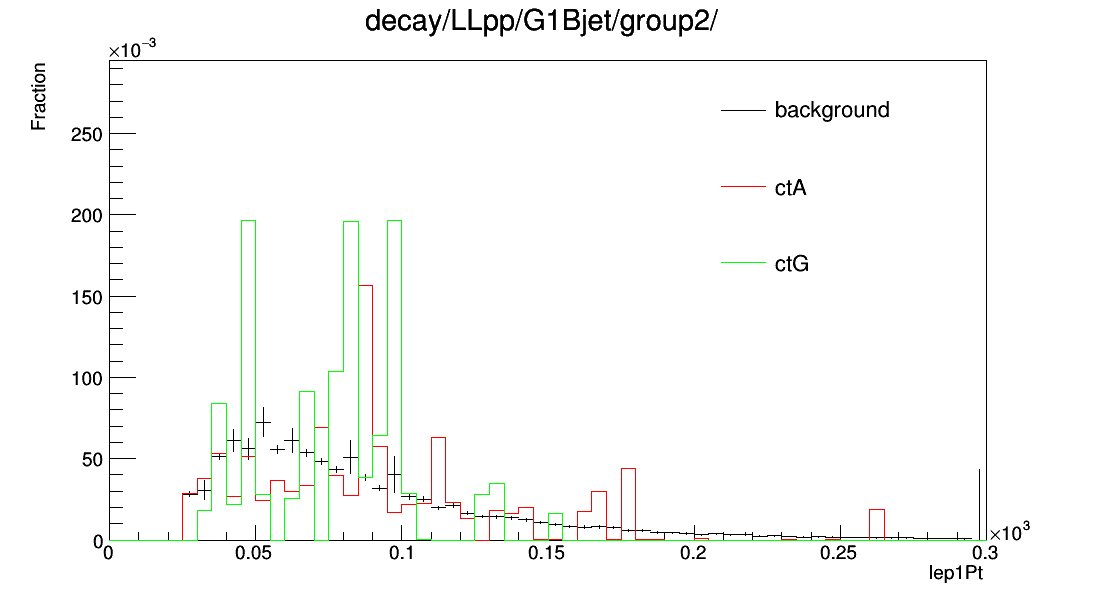 decay/LLpp/G1Bjet/group2/
×10⁻³
Fraction
250
200
150
100
50
0
background
ctA
ctG
0 0.05 0.1 0.15 0.2 0.25 0.3
×10³
lep1Pt